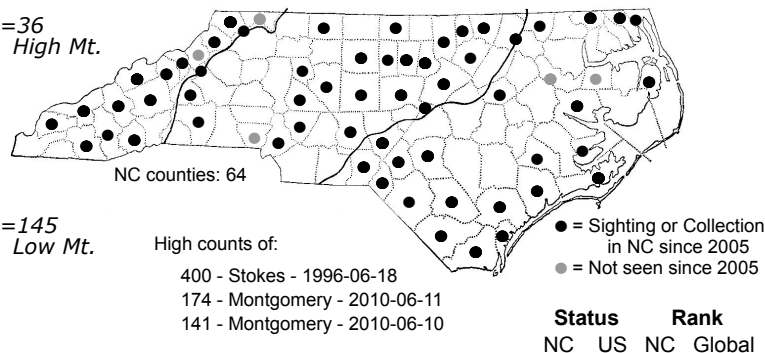 =36
High Mt.
NC counties: 64
=145
Low Mt.
High counts of:
400 - Stokes - 1996-06-18
174 - Montgomery - 2010-06-11
141 - Montgomery - 2010-06-10
● = Sighting or Collection
in NC since 2005
● = Not seen since 2005
Status Rank
NC US NC Global